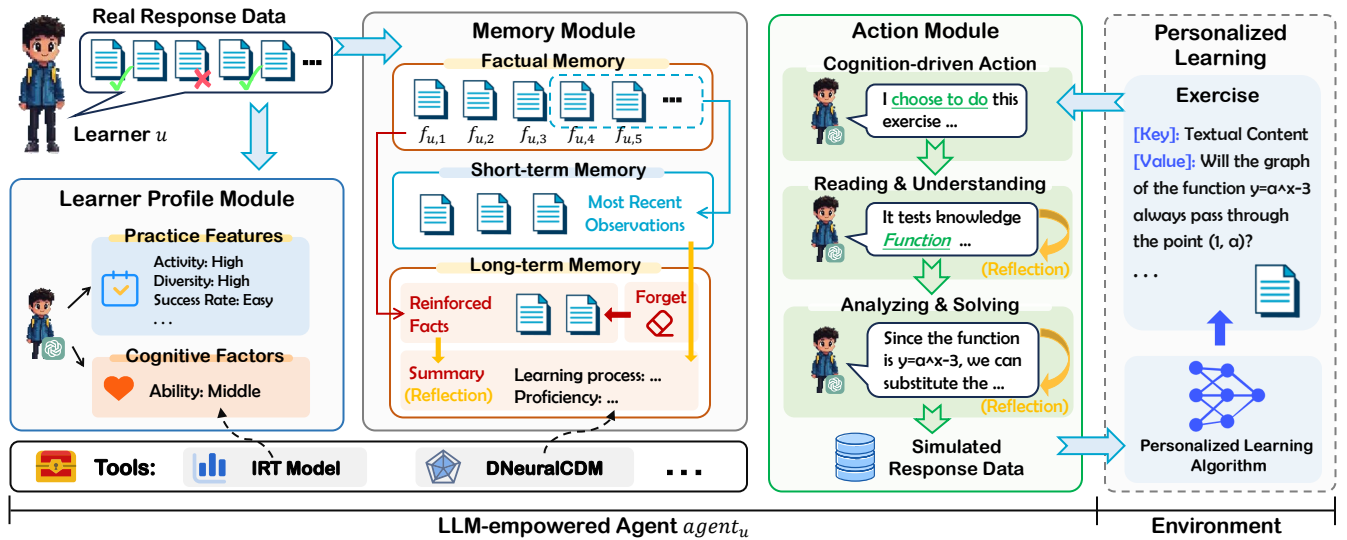 Real Response Data
...
Learner u
Learner Profile Module
Practice Features
Activity: High
Diversity: High
Success Rate: Easy
. . .
Cognitive Factors
Ability: Middle
Memory Module
Factual Memory
...
f_{u,1} f_{u,2} f_{u,3} f_{u,4} f_{u,5}
Short-term Memory
Most Recent
Observations
Long-term Memory
Reinforced
Facts
Forget
Summary
(Reflection)
Learning process: ...
Proficiency: ...
Tools:
IRT Model
DNeuralCDM
...
Action Module
Cognition-driven Action
I choose to do this
exercise ...
Reading & Understanding
It tests knowledge
Function ...
(Reflection)
Analyzing & Solving
Since the function
is y=a^x-3, we can
substitute the ...
(Reflection)
Simulated
Response Data
Personalized
Learning
Exercise
[Key]: Textual Content
[Value]: Will the graph
of the function y=a^x-3
always pass through
the point (1, a)?
. . .
Personalized Learning
Algorithm
LLM-empowered Agent agent_u
Environment